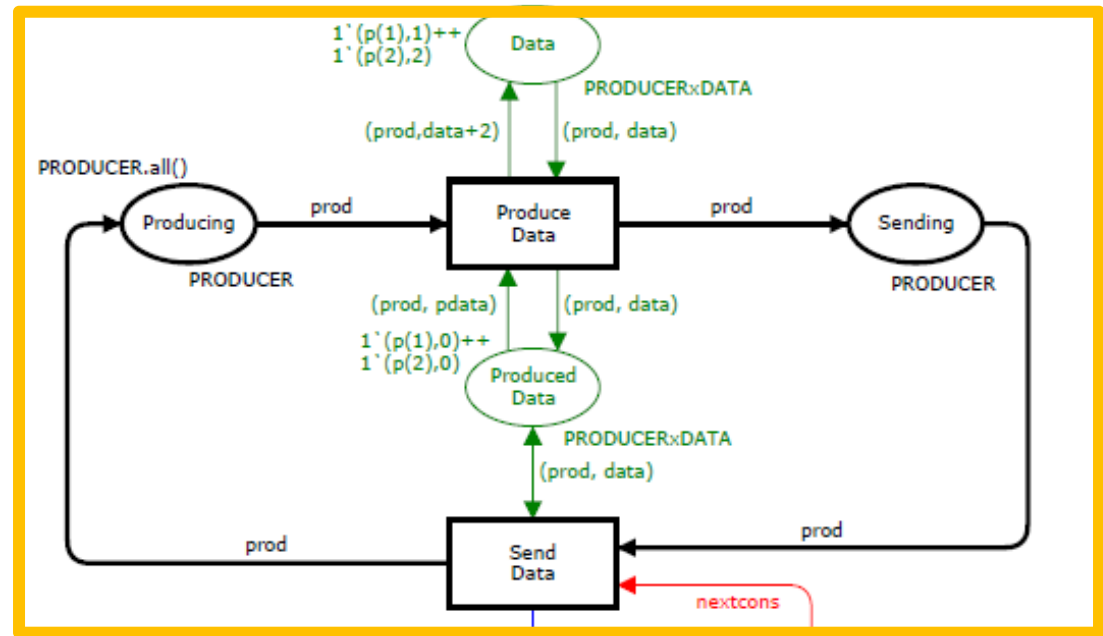 1`(p(1),1)++
1`(p(2),2)
Data
PRODUCERxDATA
(prod,data+2)
(prod, data)
PRODUCER.all()
Producing
prod
Produce
Data
prod
Sending
PRODUCER
PRODUCER
(prod, pdata)
(prod, data)
1`(p(1),0)++
1`(p(2),0)
Produced
Data
PRODUCERxDATA
(prod, data)
prod
Send
Data
prod
nextcons